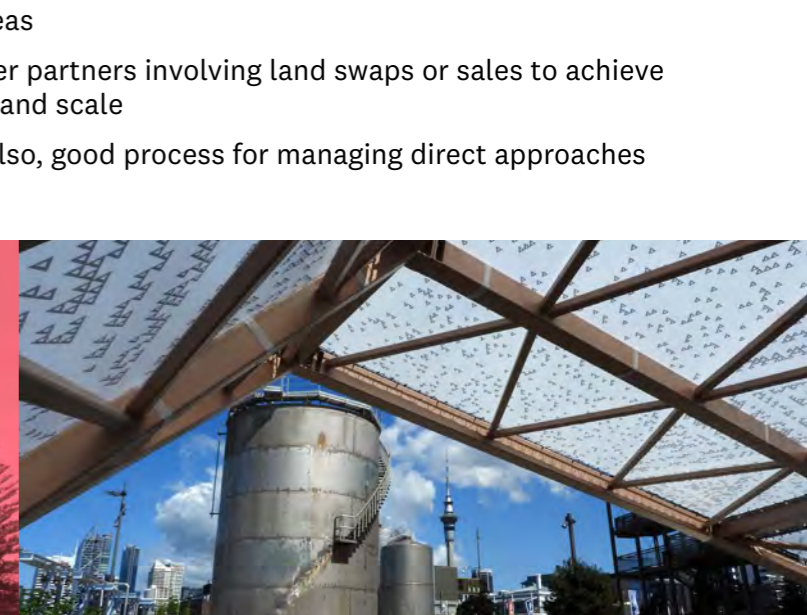 eas
er partners involving land swaps or sales to achieve
and scale
lso, good process for managing direct approaches